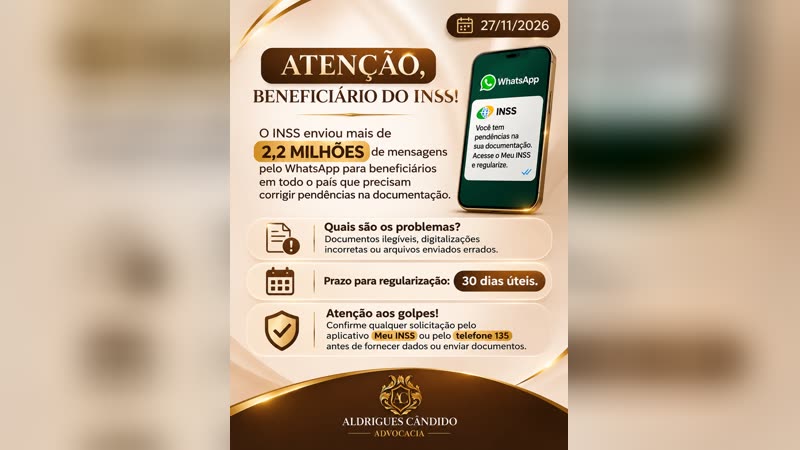 27/11/2026
ATENÇÃO,
BENEFICIÁRIO DO INSS!
O INSS enviou mais de
2,2 MILHÕES de mensagens
pelo WhatsApp para beneficiários
em todo o país que precisam
corrigir pendências na documentação.
WhatsApp
INSS
Você tem
pendências na
sua documentação.
Acesse o Meu INSS
e regularize.
Quais são os problemas?
Documentos ilegíveis, digitalizações
incorretas ou arquivos enviados errados.
Prazo para regularização: 30 dias úteis.
Atenção aos golpes!
Confirme qualquer solicitação pelo
aplicativo Meu INSS ou pelo telefone 135
antes de fornecer dados ou enviar documentos.
AC
ALDRIGUES CÂNDIDO
ADVOCACIA